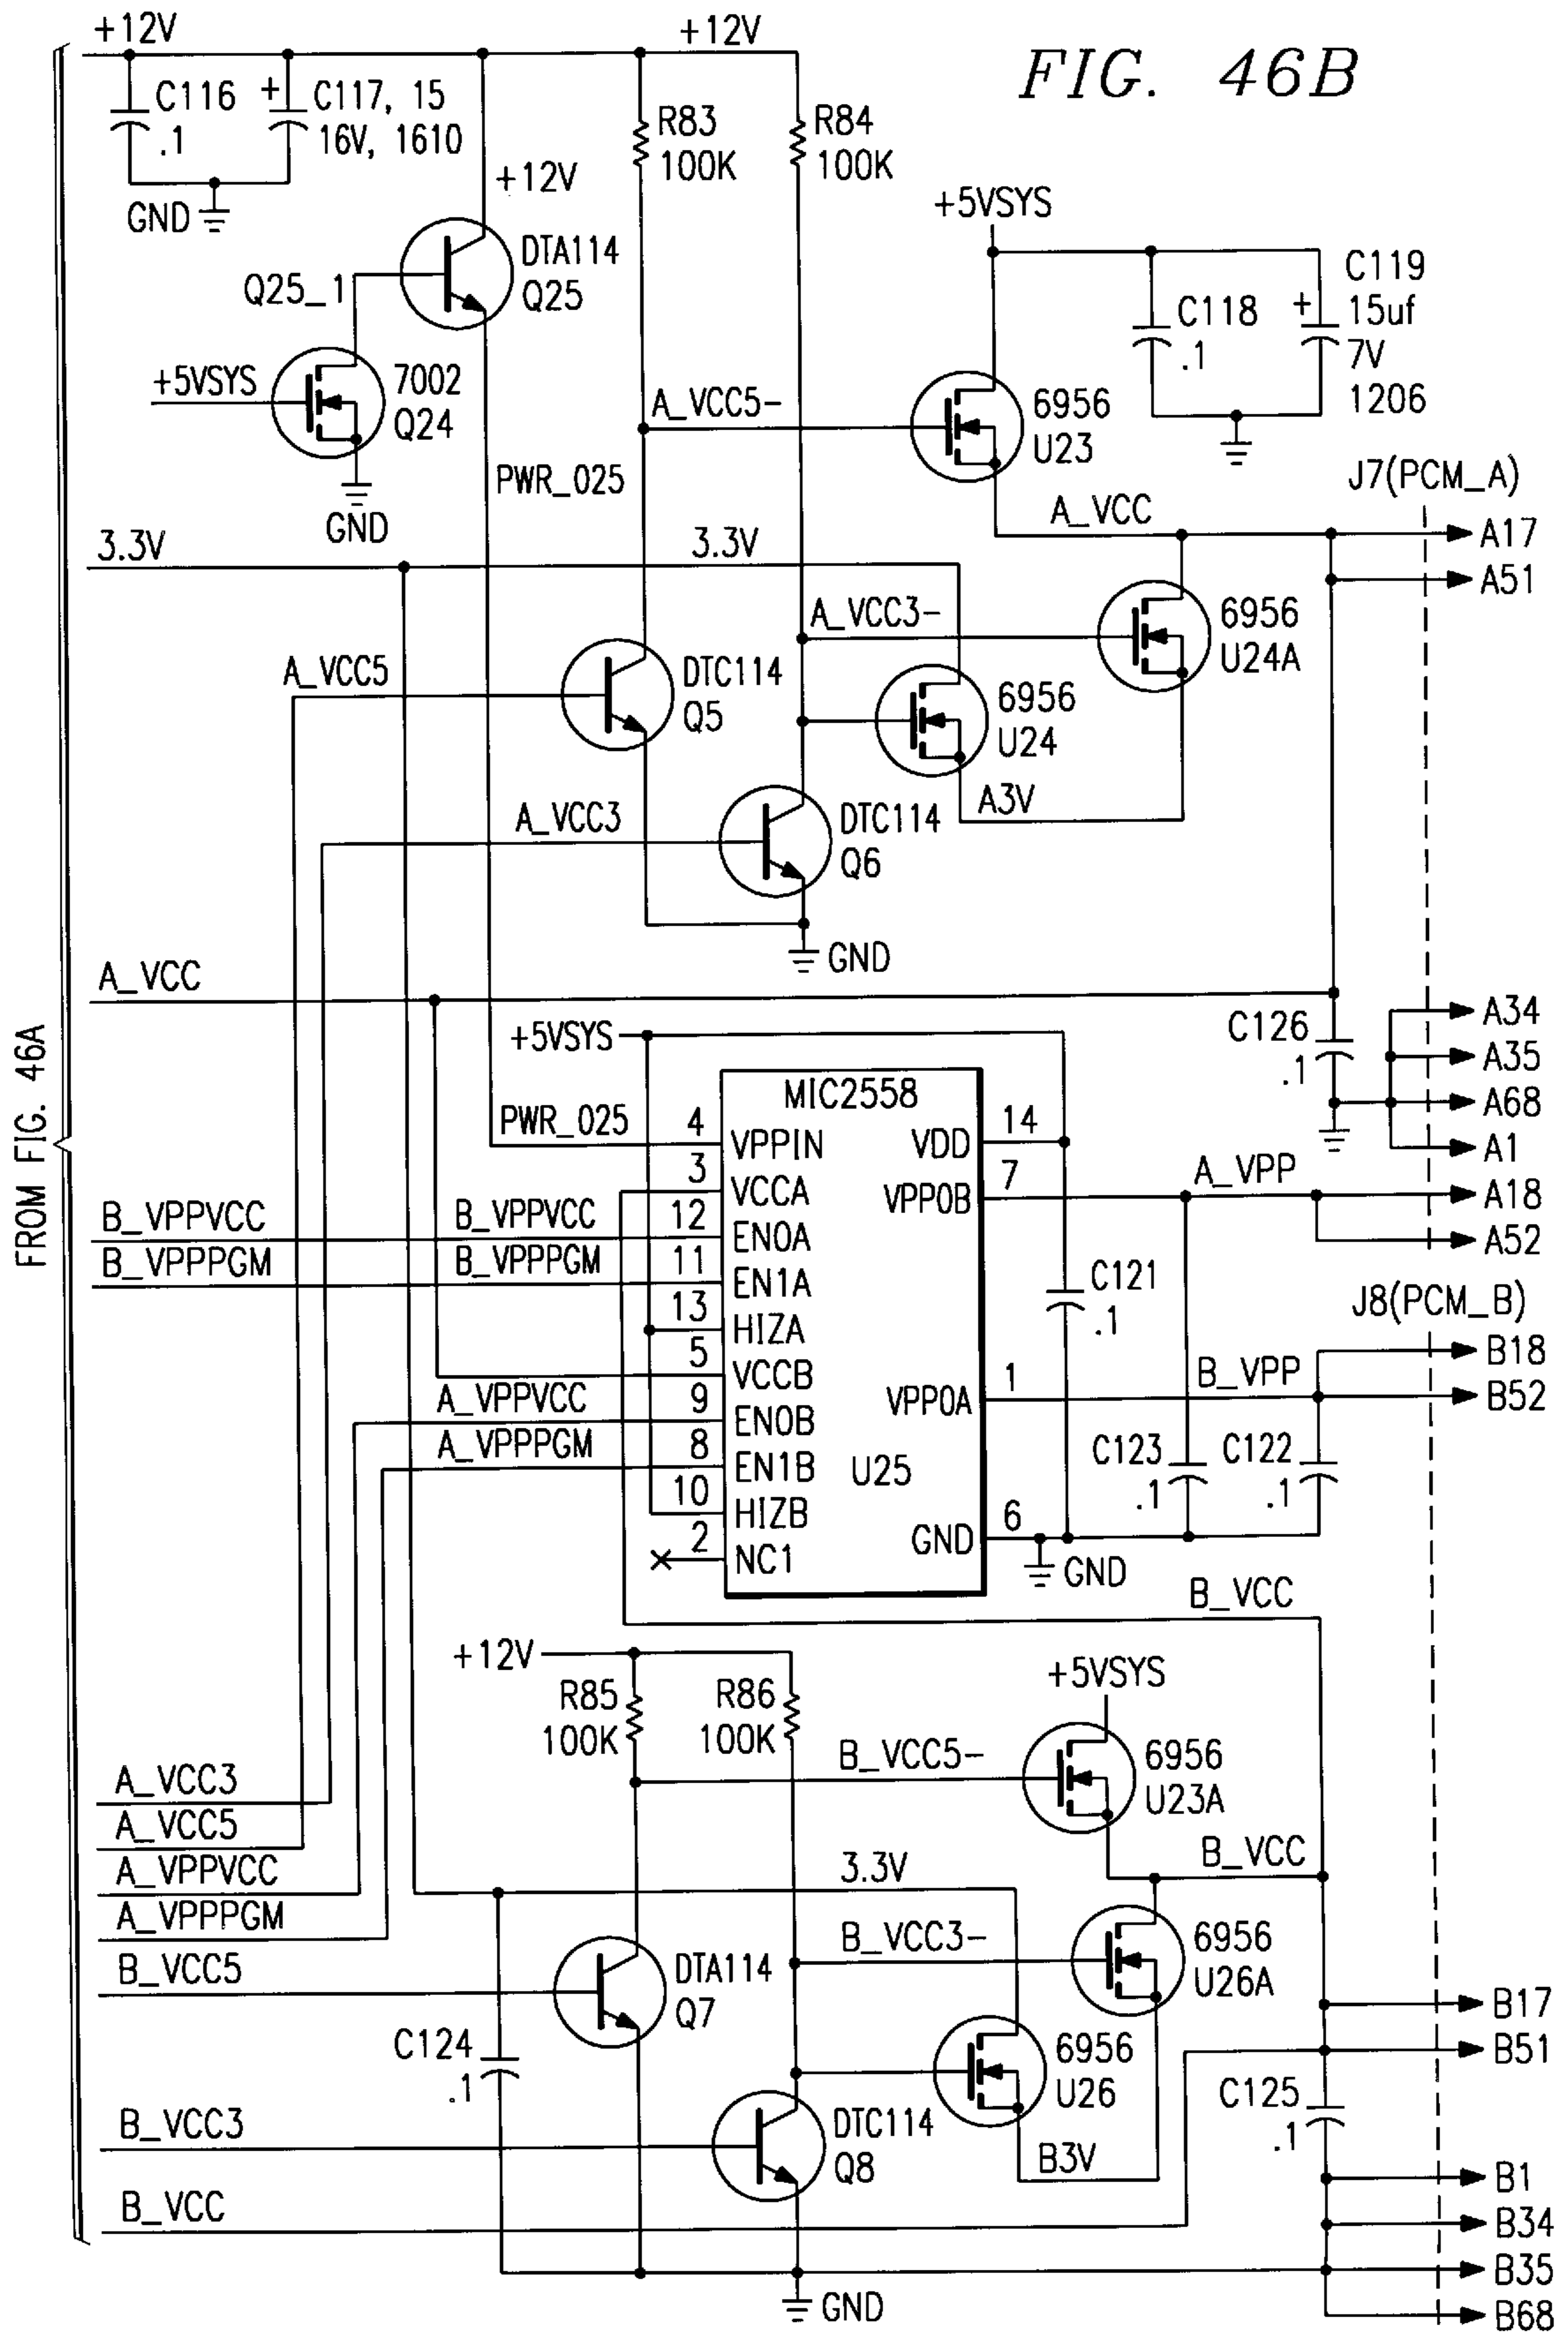 FIG. 46B
+12V
+12V
C116
.1
+
C117, 15
16V, 1610
GND
R83
100K
R84
100K
+12V
DTA114
Q25
Q25_1
+5VSYS
7002
Q24
GND
PWR_025
+5VSYS
C118
.1
+
C119
15uf
7V
1206
A_VCC5-
6956
U23
J7(PCM_A)
A_VCC
A17
A51
3.3V
3.3V
A_VCC3-
6956
U24A
A_VCC5
DTC114
Q5
6956
U24
A3V
A_VCC3
DTC114
Q6
GND
A_VCC
FROM FIG. 46A
+5VSYS
C126
.1
A34
A35
A68
A1
A18
A52
MIC2558
PWR_025
4
VPPIN
3
VCCA
B_VPPVCC
B_VPPVCC
12
EN0A
B_VPPPGM
B_VPPPGM
11
EN1A
13
HIZA
5
VCCB
A_VPPVCC
9
EN0B
A_VPPPGM
8
EN1B
10
HIZB
2
NC1
VDD
14
VPPOB
7
A_VPP
C121
.1
J8(PCM_B)
B18
B52
VPPOA
1
B_VPP
U25
C123
.1
C122
.1
GND
6
GND
B_VCC
+12V
R85
100K
R86
100K
+5VSYS
B_VCC5-
6956
U23A
A_VCC3
A_VCC5
A_VPPVCC
A_VPPPGM
B_VCC5
3.3V
B_VCC
B_VCC3-
6956
U26A
DTA114
Q7
C124
.1
6956
U26
B17
B51
C125
.1
B_VCC3
DTC114
Q8
B3V
B_VCC
B1
B34
B35
B68
GND